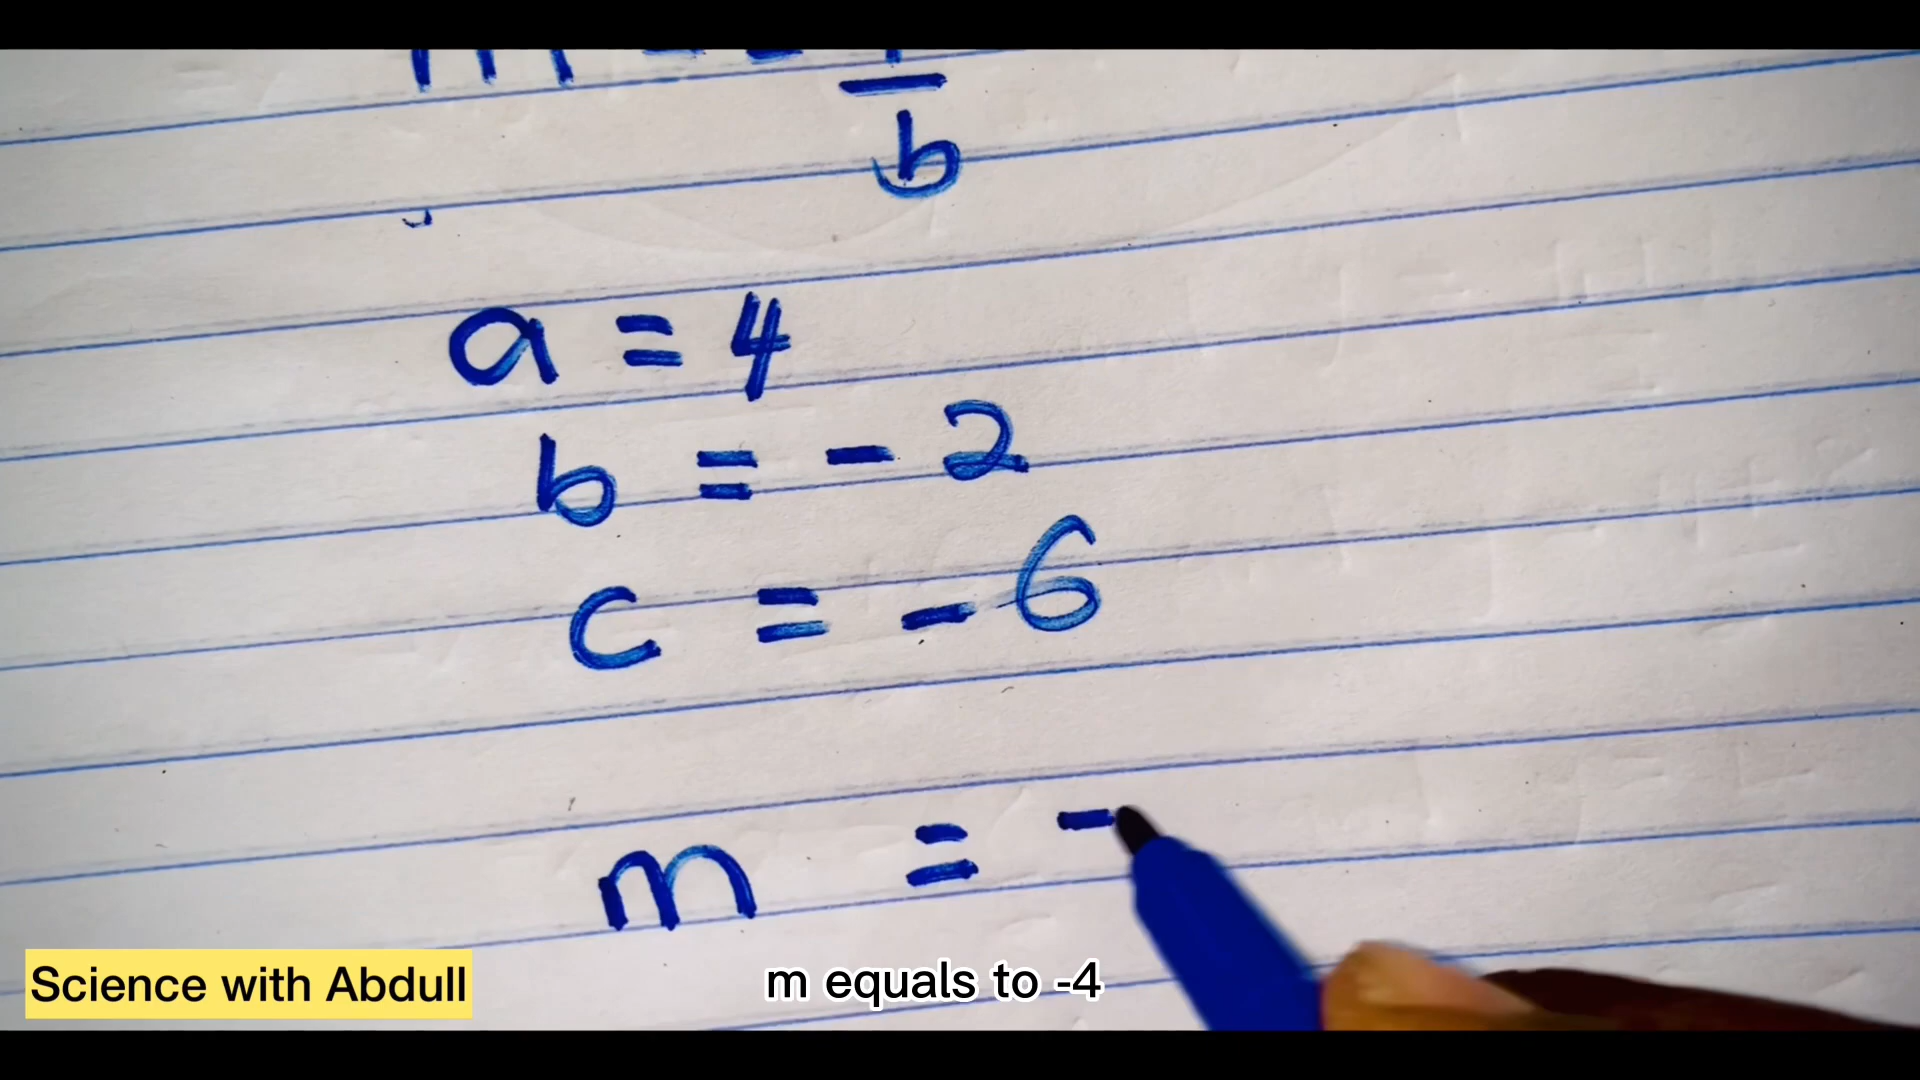 b
a = 4
b = - 2
c = - 6
m = -
Science with Abdull
m equals to -4